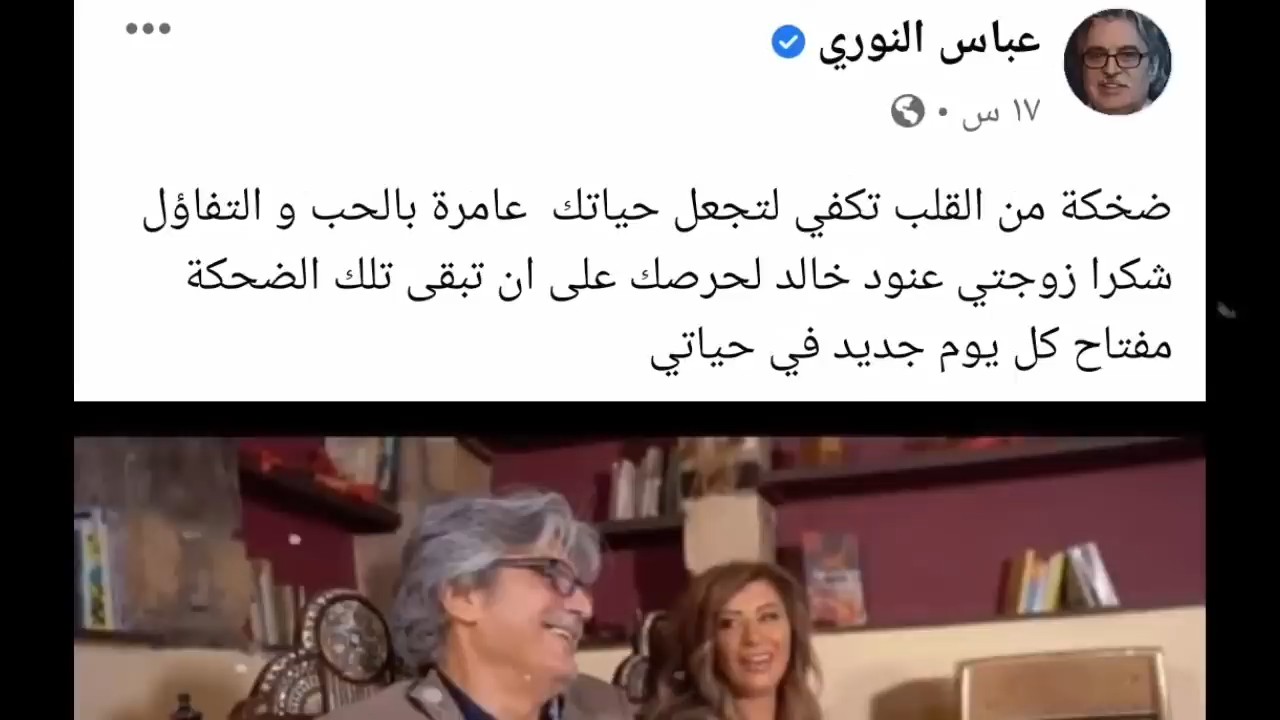 عباس النوري
١٧ س
ضخكة من القلب تكفي لتجعل حياتك عامرة بالحب و التفاؤل
شكرا زوجتي عنود خالد لحرصك على ان تبقى تلك الضحكة
مفتاح كل يوم جديد في حياتي